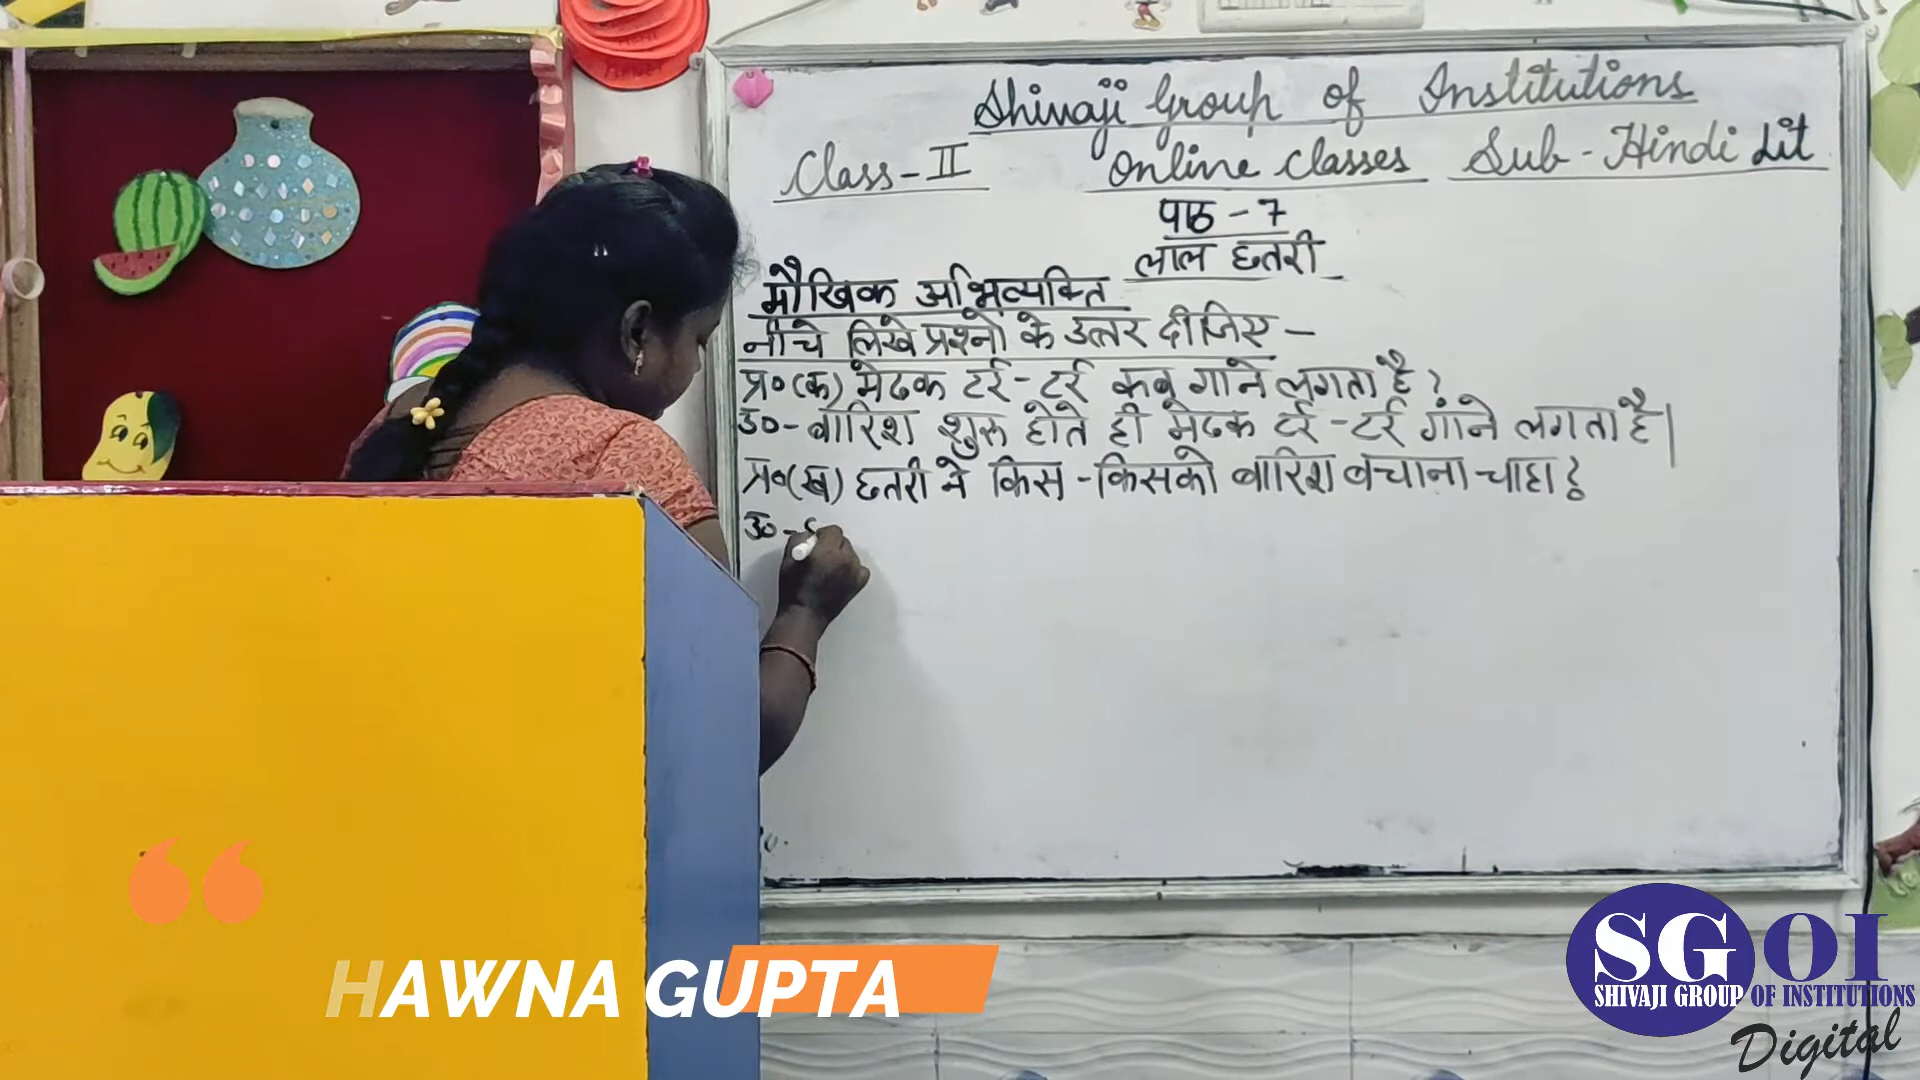 Shivaji Group of Institutions
Class - II Online Classes Sub - Hindi Lit
पाठ - 7
लाल छतरी
मौखिक अभिव्यक्ति
नीचे लिखे प्रश्नों के उत्तर दीजिए -
प्र०(क) मेढक टर्र - टर्र कब गाने लगता है ?
उ० - बारिश शुरू होते ही मेढक टर्र - टर्र गाने लगता है|
प्र०(ख) छतरी ने किस - किसको बारिश बचाना चाहा ?
उ० -
HAWNA GUPTA
SGOI
SHIVAJI GROUP OF INSTITUTIONS
Digital